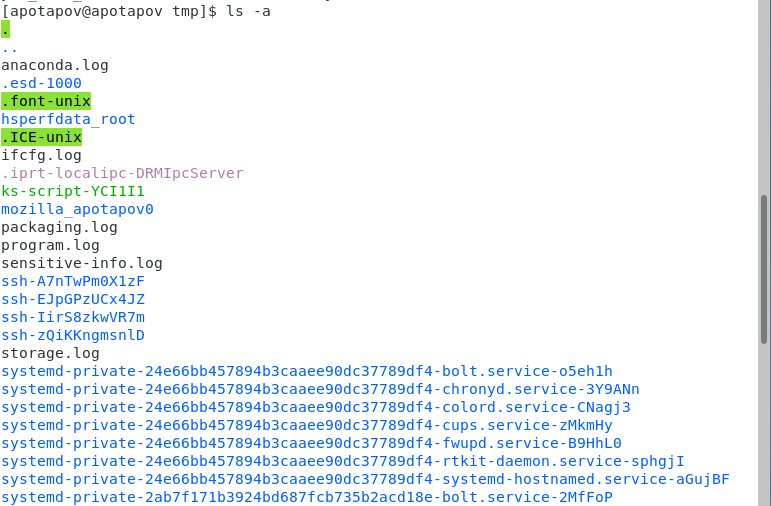 [apotapov@apotapov tmp]$ ls -a
.
..
anaconda.log
.esd-1000
.font-unix
hsperfdata_root
.ICE-unix
ifcfg.log
.iprt-localipc-DRMIpcServer
ks-script-YCI1I1
mozilla_apotapov0
packaging.log
program.log
sensitive-info.log
ssh-A7nTwPm0X1zF
ssh-EJpGPzUCx4JZ
ssh-IirS8zkwVR7m
ssh-zQiKKngmsnlD
storage.log
systemd-private-24e66bb457894b3caaee90dc37789df4-bolt.service-o5eh1h
systemd-private-24e66bb457894b3caaee90dc37789df4-chronyd.service-3Y9ANn
systemd-private-24e66bb457894b3caaee90dc37789df4-colord.service-CNagj3
systemd-private-24e66bb457894b3caaee90dc37789df4-cups.service-zMkmHy
systemd-private-24e66bb457894b3caaee90dc37789df4-fwupd.service-B9HhL0
systemd-private-24e66bb457894b3caaee90dc37789df4-rtkit-daemon.service-sphgjI
systemd-private-24e66bb457894b3caaee90dc37789df4-systemd-hostnamed.service-aGujBF
systemd-private-2ab7f171b3924bd687fcb735b2acd18e-bolt.service-2MfFoP